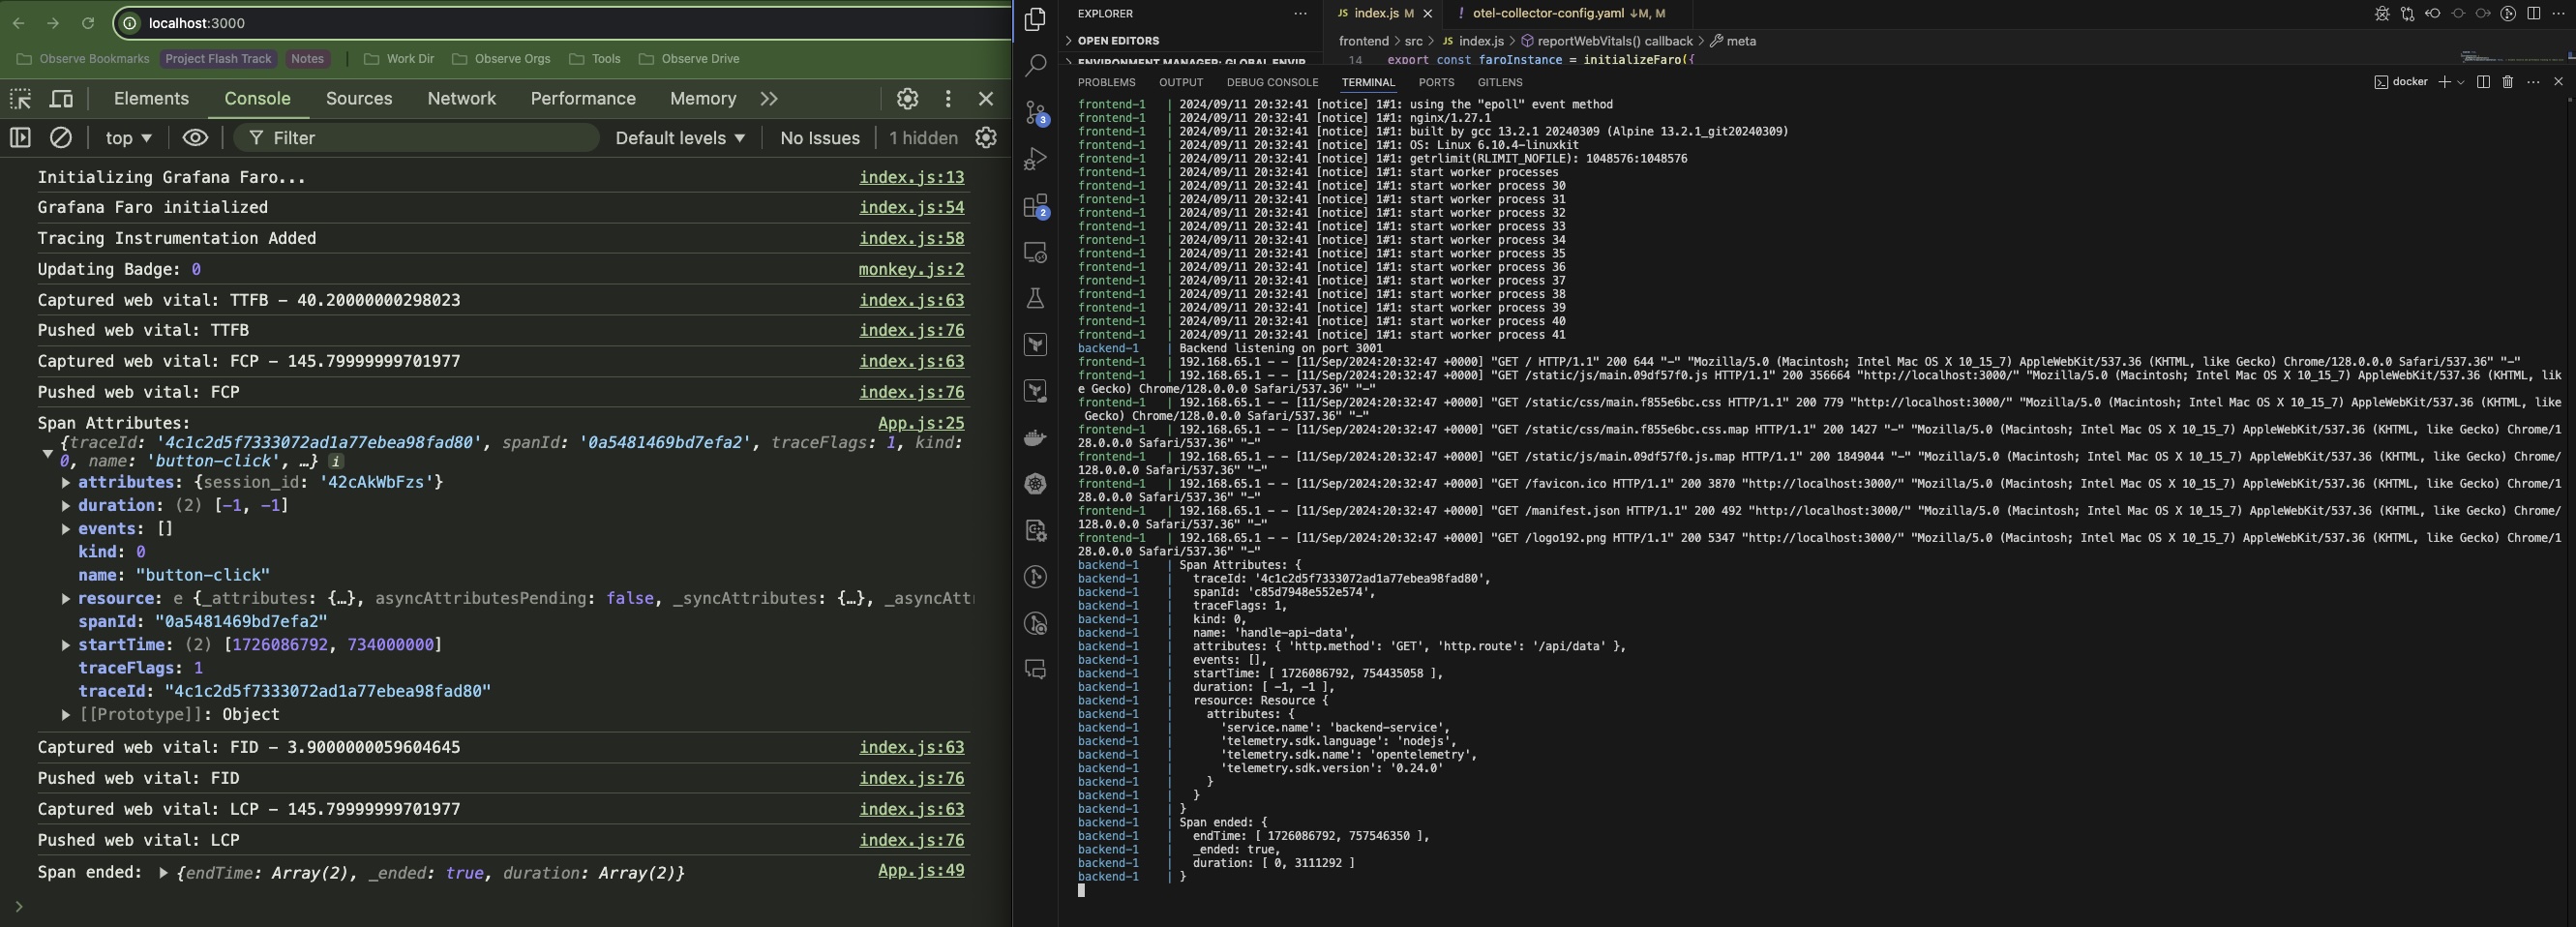 localhost:3000
Observe Bookmarks Project Flash Track Notes Work Dir Observe Orgs Tools Observe Drive
Elements Console Sources Network Performance Memory
top Filter Default levels No Issues 1 hidden
Initializing Grafana Faro... index.js:13
Grafana Faro initialized index.js:54
Tracing Instrumentation Added index.js:58
Updating Badge: 0 monkey.js:2
Captured web vital: TTFB – 40.20000000298023 index.js:63
Pushed web vital: TTFB index.js:76
Captured web vital: FCP – 145.79999999701977 index.js:63
Pushed web vital: FCP index.js:76
Span Attributes: App.js:25
{traceId: '4c1c2d5f7333072ad1a77ebea98fad80', spanId: '0a5481469bd7efa2', traceFlags: 1, kind:
0, name: 'button-click', …} i
attributes: {session_id: '42cAkWbFzs'}
duration: (2) [-1, -1]
events: []
kind: 0
name: "button-click"
resource: e {_attributes: {…}, asyncAttributesPending: false, _syncAttributes: {…}, _asyncAtt
spanId: "0a5481469bd7efa2"
startTime: (2) [1726086792, 734000000]
traceFlags: 1
traceId: "4c1c2d5f7333072ad1a77ebea98fad80"
[[Prototype]]: Object
Captured web vital: FID – 3.9000000059604645 index.js:63
Pushed web vital: FID index.js:76
Captured web vital: LCP – 145.79999999701977 index.js:63
Pushed web vital: LCP index.js:76
Span ended: {endTime: Array(2), _ended: true, duration: Array(2)} App.js:49
3
2
EXPLORER
OPEN EDITORS
ENVIRONMENT MANAGER: GLOBAL ENVIR
JS index.js M ! otel-collector-config.yaml ↓M, M
frontend > src > JS index.js > reportWebVitals() callback > meta
14 export const faroInstance = initializeFaro({
PROBLEMS OUTPUT DEBUG CONSOLE TERMINAL PORTS GITLENS docker
frontend-1 | 2024/09/11 20:32:41 [notice] 1#1: using the "epoll" event method
frontend-1 | 2024/09/11 20:32:41 [notice] 1#1: nginx/1.27.1
frontend-1 | 2024/09/11 20:32:41 [notice] 1#1: built by gcc 13.2.1 20240309 (Alpine 13.2.1_git20240309)
frontend-1 | 2024/09/11 20:32:41 [notice] 1#1: OS: Linux 6.10.4-linuxkit
frontend-1 | 2024/09/11 20:32:41 [notice] 1#1: getrlimit(RLIMIT_NOFILE): 1048576:1048576
frontend-1 | 2024/09/11 20:32:41 [notice] 1#1: start worker processes
frontend-1 | 2024/09/11 20:32:41 [notice] 1#1: start worker process 30
frontend-1 | 2024/09/11 20:32:41 [notice] 1#1: start worker process 31
frontend-1 | 2024/09/11 20:32:41 [notice] 1#1: start worker process 32
frontend-1 | 2024/09/11 20:32:41 [notice] 1#1: start worker process 33
frontend-1 | 2024/09/11 20:32:41 [notice] 1#1: start worker process 34
frontend-1 | 2024/09/11 20:32:41 [notice] 1#1: start worker process 35
frontend-1 | 2024/09/11 20:32:41 [notice] 1#1: start worker process 36
frontend-1 | 2024/09/11 20:32:41 [notice] 1#1: start worker process 37
frontend-1 | 2024/09/11 20:32:41 [notice] 1#1: start worker process 38
frontend-1 | 2024/09/11 20:32:41 [notice] 1#1: start worker process 39
frontend-1 | 2024/09/11 20:32:41 [notice] 1#1: start worker process 40
frontend-1 | 2024/09/11 20:32:41 [notice] 1#1: start worker process 41
backend-1 | Backend listening on port 3001
frontend-1 | 192.168.65.1 - - [11/Sep/2024:20:32:47 +0000] "GET / HTTP/1.1" 200 644 "-" "Mozilla/5.0 (Macintosh; Intel Mac OS X 10_15_7) AppleWebKit/537.36 (KHTML, like Gecko) Chrome/128.0.0.0 Safari/537.36" "-"
frontend-1 | 192.168.65.1 - - [11/Sep/2024:20:32:47 +0000] "GET /static/js/main.09df57f0.js HTTP/1.1" 200 356664 "http://localhost:3000/" "Mozilla/5.0 (Macintosh; Intel Mac OS X 10_15_7) AppleWebKit/537.36 (KHTML, lik
e Gecko) Chrome/128.0.0.0 Safari/537.36" "-"
frontend-1 | 192.168.65.1 - - [11/Sep/2024:20:32:47 +0000] "GET /static/css/main.f855e6bc.css HTTP/1.1" 200 779 "http://localhost:3000/" "Mozilla/5.0 (Macintosh; Intel Mac OS X 10_15_7) AppleWebKit/537.36 (KHTML, like
Gecko) Chrome/128.0.0.0 Safari/537.36" "-"
frontend-1 | 192.168.65.1 - - [11/Sep/2024:20:32:47 +0000] "GET /static/css/main.f855e6bc.css.map HTTP/1.1" 200 1427 "-" "Mozilla/5.0 (Macintosh; Intel Mac OS X 10_15_7) AppleWebKit/537.36 (KHTML, like Gecko) Chrome/1
28.0.0.0 Safari/537.36" "-"
frontend-1 | 192.168.65.1 - - [11/Sep/2024:20:32:47 +0000] "GET /static/js/main.09df57f0.js.map HTTP/1.1" 200 1849044 "-" "Mozilla/5.0 (Macintosh; Intel Mac OS X 10_15_7) AppleWebKit/537.36 (KHTML, like Gecko) Chrome/
128.0.0.0 Safari/537.36" "-"
frontend-1 | 192.168.65.1 - - [11/Sep/2024:20:32:47 +0000] "GET /favicon.ico HTTP/1.1" 200 3870 "http://localhost:3000/" "Mozilla/5.0 (Macintosh; Intel Mac OS X 10_15_7) AppleWebKit/537.36 (KHTML, like Gecko) Chrome/1
28.0.0.0 Safari/537.36" "-"
frontend-1 | 192.168.65.1 - - [11/Sep/2024:20:32:47 +0000] "GET /manifest.json HTTP/1.1" 200 492 "http://localhost:3000/" "Mozilla/5.0 (Macintosh; Intel Mac OS X 10_15_7) AppleWebKit/537.36 (KHTML, like Gecko) Chrome/
128.0.0.0 Safari/537.36" "-"
frontend-1 | 192.168.65.1 - - [11/Sep/2024:20:32:47 +0000] "GET /logo192.png HTTP/1.1" 200 5347 "http://localhost:3000/" "Mozilla/5.0 (Macintosh; Intel Mac OS X 10_15_7) AppleWebKit/537.36 (KHTML, like Gecko) Chrome/1
28.0.0.0 Safari/537.36" "-"
backend-1 | Span Attributes: {
backend-1 | traceId: '4c1c2d5f7333072ad1a77ebea98fad80',
backend-1 | spanId: 'c85d7948e552e574',
backend-1 | traceFlags: 1,
backend-1 | kind: 0,
backend-1 | name: 'handle-api-data',
backend-1 | attributes: { 'http.method': 'GET', 'http.route': '/api/data' },
backend-1 | events: [],
backend-1 | startTime: [ 1726086792, 754435058 ],
backend-1 | duration: [ -1, -1 ],
backend-1 | resource: Resource {
backend-1 | attributes: {
backend-1 | 'service.name': 'backend-service',
backend-1 | 'telemetry.sdk.language': 'nodejs',
backend-1 | 'telemetry.sdk.name': 'opentelemetry',
backend-1 | 'telemetry.sdk.version': '0.24.0'
backend-1 | }
backend-1 | }
backend-1 | }
backend-1 | Span ended: {
backend-1 | endTime: [ 1726086792, 757546350 ],
backend-1 | _ended: true,
backend-1 | duration: [ 0, 3111292 ]
backend-1 | }